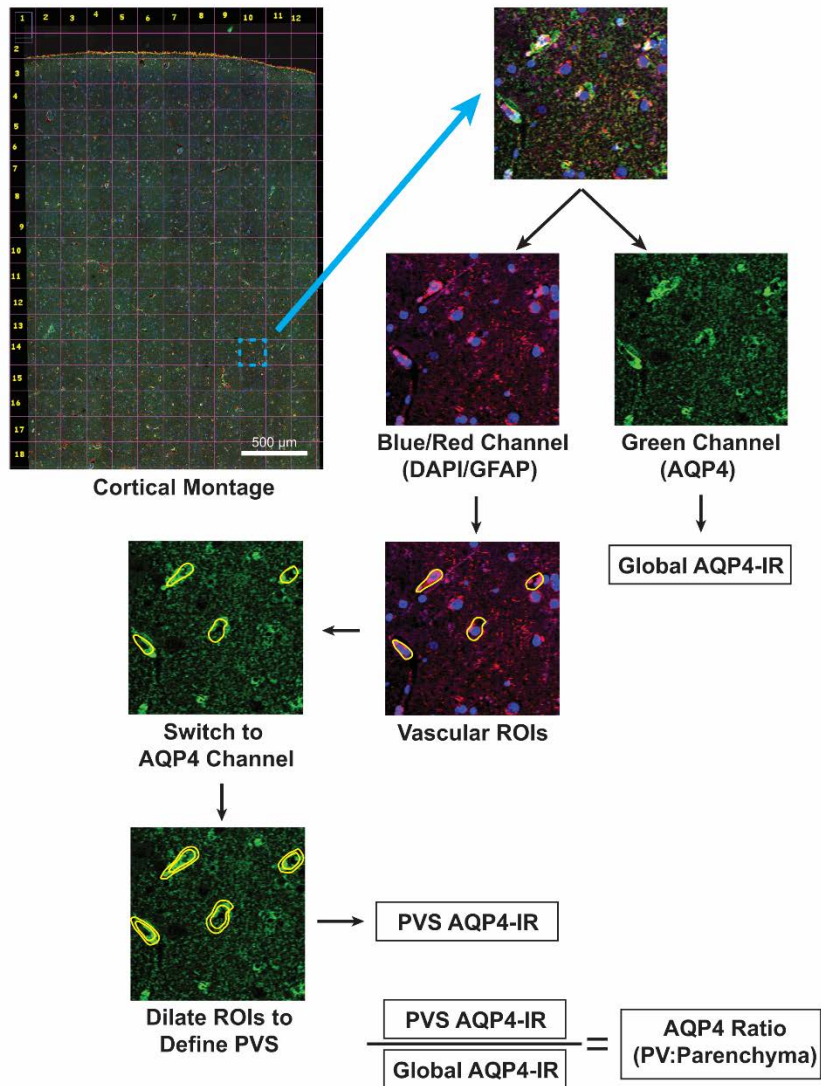 1 2 3 4 5 6 7 8 9 10 11 12
2
3
4
5
6
7
8
9
10
11
12
13
14
15
16
17
18
500 µm
Cortical Montage
Blue/Red Channel
(DAPI/GFAP)
Green Channel
(AQP4)
Global AQP4-IR
Switch to
AQP4 Channel
Vascular ROIs
Dilate ROIs to
Define PVS
PVS AQP4-IR
PVS AQP4-IR
Global AQP4-IR
=
AQP4 Ratio
(PV:Parenchyma)